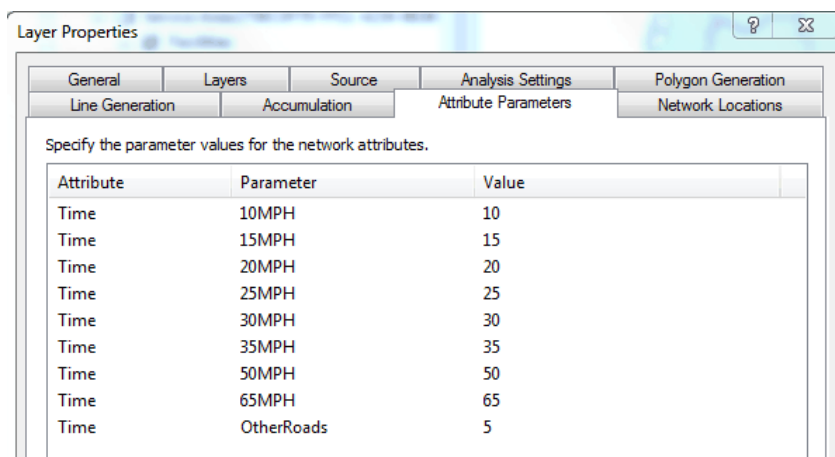 Layer Properties
General Layers Source Analysis Settings Polygon Generation
Line Generation Accumulation Attribute Parameters Network Locations
Specify the parameter values for the network attributes.
Attribute Parameter Value
Time 10MPH 10
Time 15MPH 15
Time 20MPH 20
Time 25MPH 25
Time 30MPH 30
Time 35MPH 35
Time 50MPH 50
Time 65MPH 65
Time OtherRoads 5